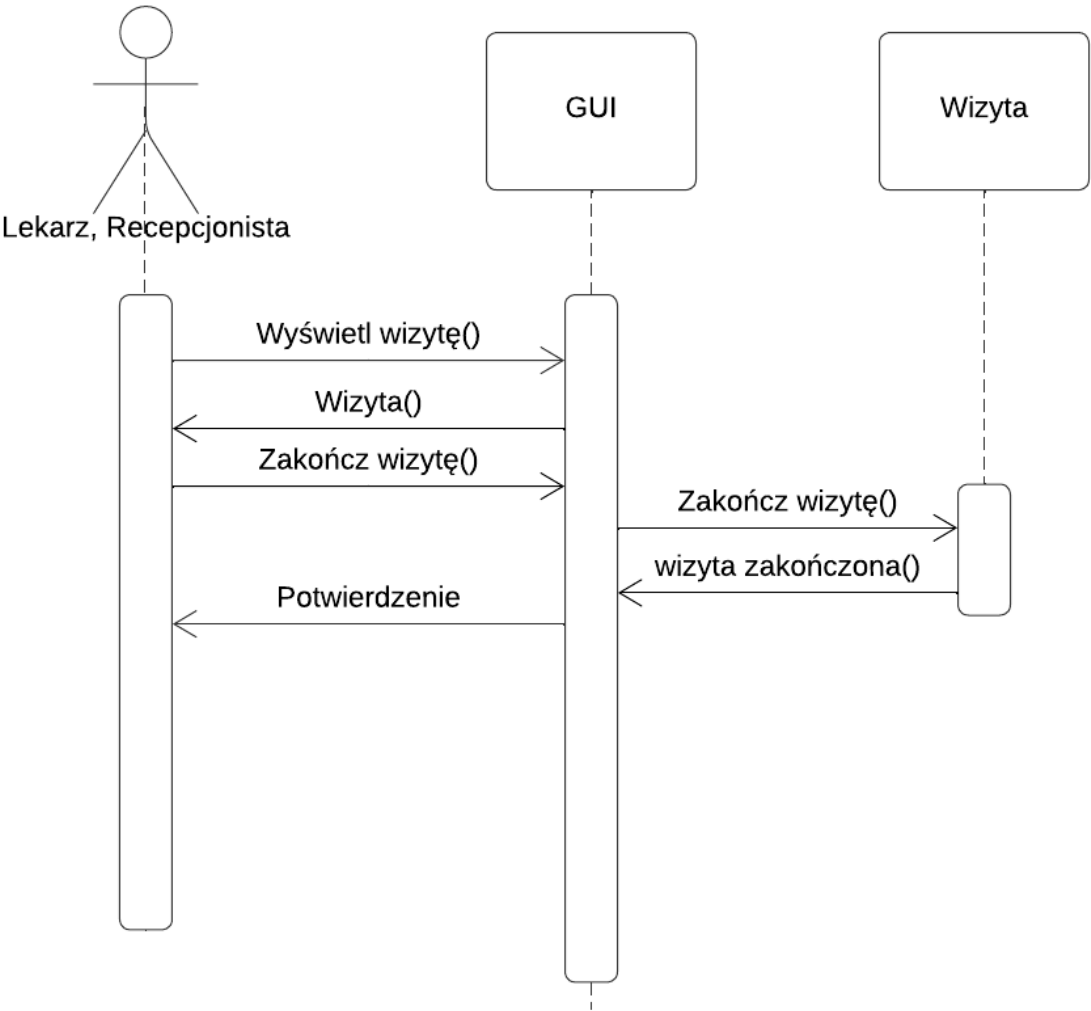 GUI
Wizyta
Lekarz, Recepcjonista
Wyświetl wizytę()
Wizyta()
Zakończ wizytę()
Zakończ wizytę()
wizyta zakończona()
Potwierdzenie